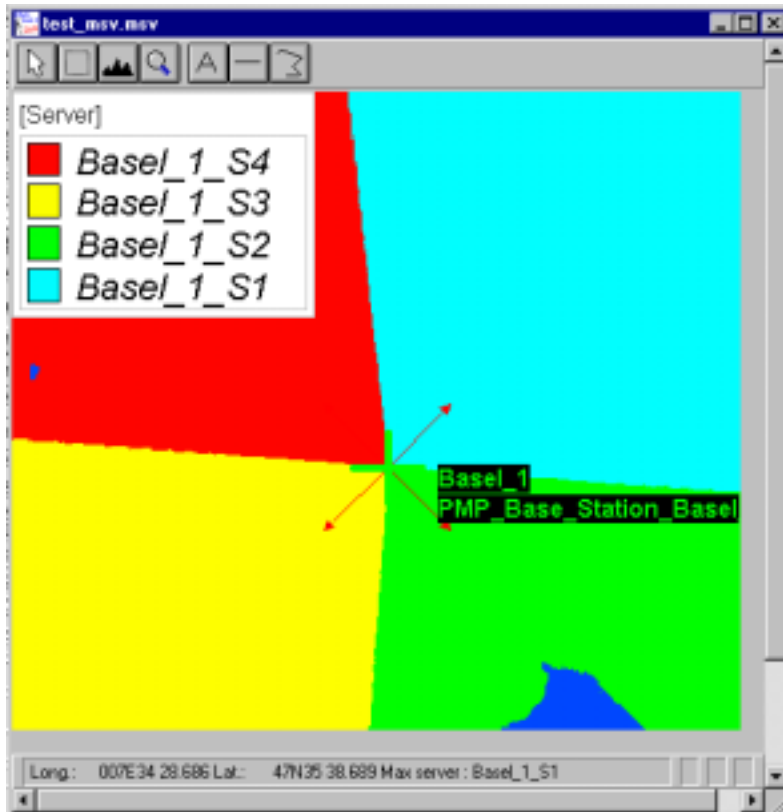 test_msv.msv
A
[Server]
Basel_1_S4
Basel_1_S3
Basel_1_S2
Basel_1_S1
Basel_1
PMP_Base_Station_Basel
Long.: 007E34 28.686 Lat.: 47N35 38.689 Max server : Basel_1_S1